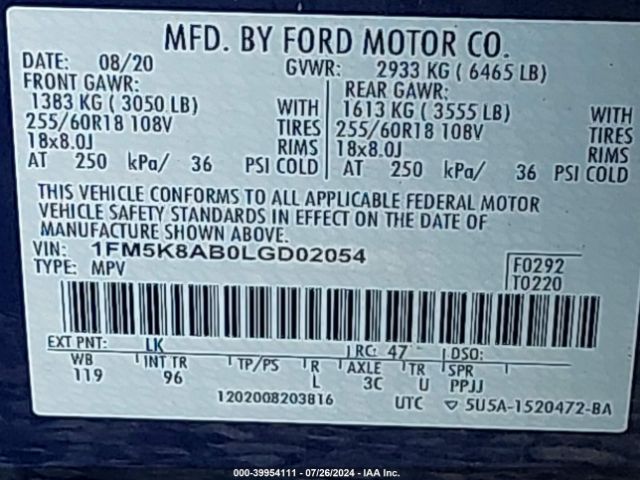 MFD. BY FORD MOTOR CO.
DATE: 08/20 GVWR: 2933 KG ( 6465 LB)
FRONT GAWR: REAR GAWR:
1383 KG ( 3050 LB) WITH 1613 KG ( 3555 LB) WITH
255/60R18 108V TIRES 255/60R18 108V TIRES
18x8.0J RIMS 18x8.0J RIMS
AT 250 kPa/ 36 PSI COLD AT 250 kPa/ 36 PSI COLD
THIS VEHICLE CONFORMS TO ALL APPLICABLE FEDERAL MOTOR
VEHICLE SAFETY STANDARDS IN EFFECT ON THE DATE OF
MANUFACTURE SHOWN ABOVE.
VIN: 1FM5K8AB0LGD02054 F0292
TYPE: MPV T0220
EXT PNT: LK RC: 47 DSO:
WB INT TR TP/PS R AXLE TR SPR
119 96 L 3C U PPJJ
1202008203816 UTC 5U5A-1520472-BA
000-39954111 - 07/26/2024 - IAA Inc.